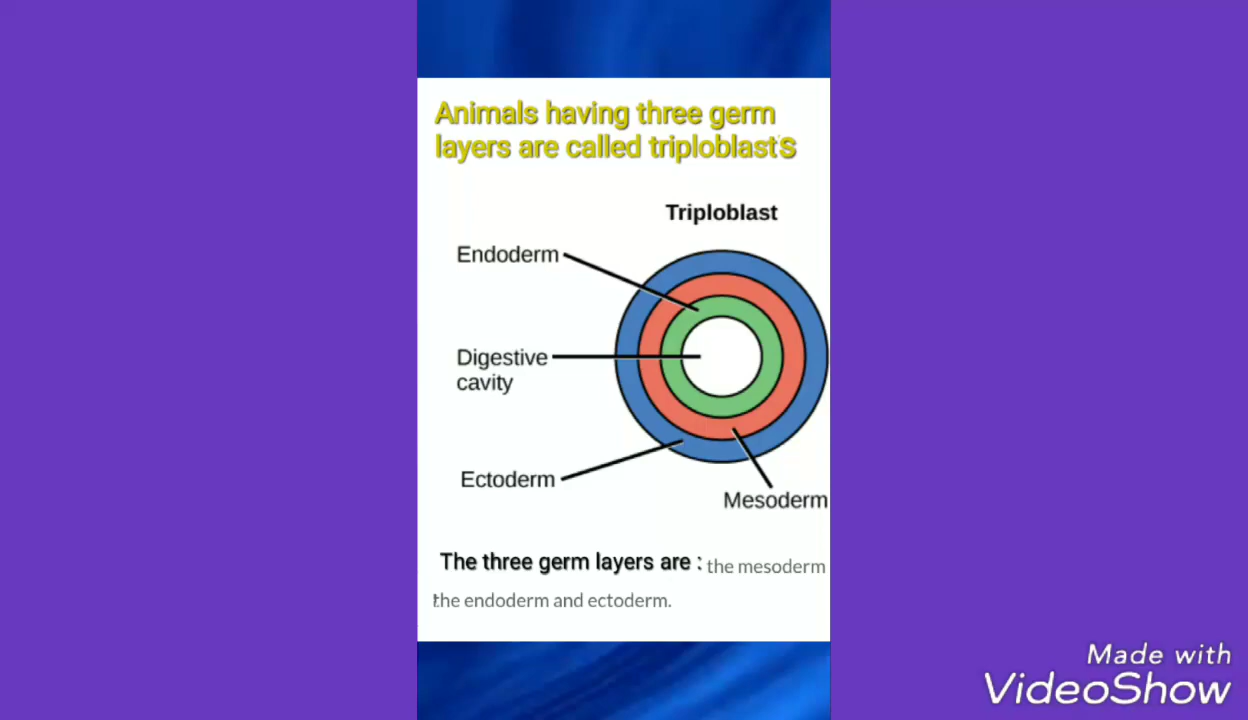 Animals having three germ
layers are called triploblast's
Triploblast
Endoderm
Digestive
cavity
Ectoderm
Mesoderm
The three germ layers are : the mesoderm
the endoderm and ectoderm.
Made with
VideoShow